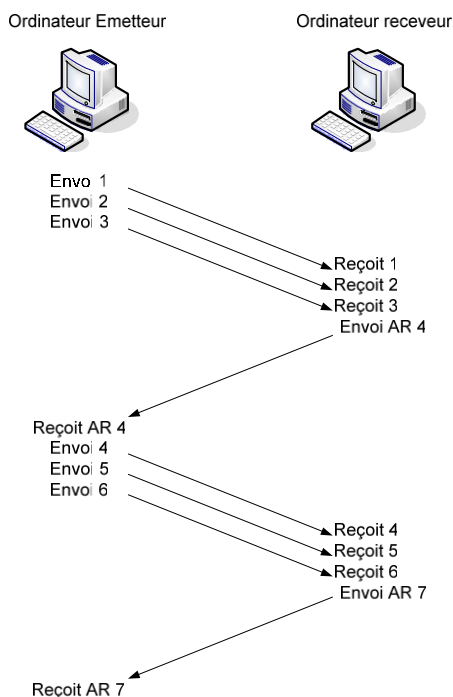 Ordinateur Emetteur
Ordinateur receveur
Envo 1
Envoi 2
Envoi 3
Reçoit 1
Reçoit 2
Reçoit 3
Envoi AR 4
Reçoit AR 4
Envoi 4
Envoi 5
Envoi 6
Reçoit 4
Reçoit 5
Reçoit 6
Envoi AR 7
Reçoit AR 7